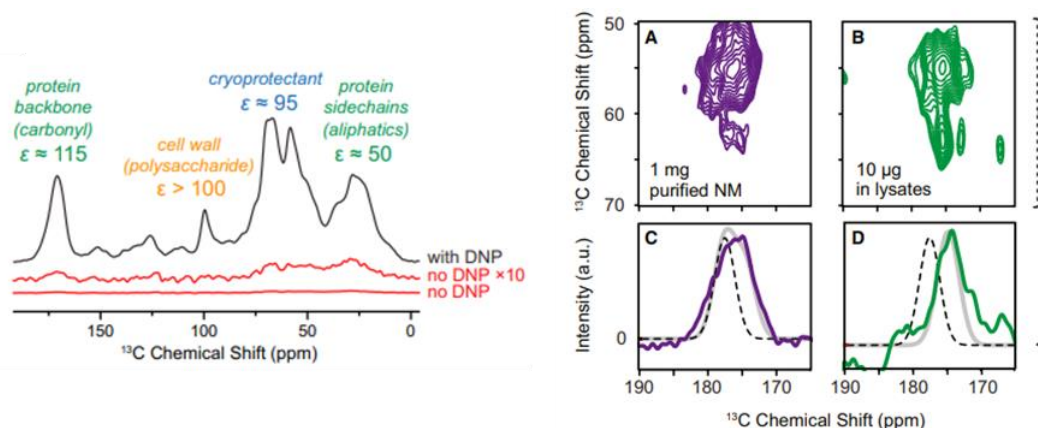 protein
backbone
(carbonyl)
ε ≈ 115
cell wall
(polysaccharide)
ε > 100
cryoprotectant
ε ≈ 95
protein
sidechains
(aliphatics)
ε ≈ 50
with DNP
no DNP ×10
no DNP
150 100 50 0
¹³C Chemical Shift (ppm)
¹³C Chemical Shift (ppm)
50
60
70
A
1 mg
purified NM
B
10 µg
in lysates
Intensity (a.u.)
0
C
D
190 180 170
190 180 170
¹³C Chemical Shift (ppm)